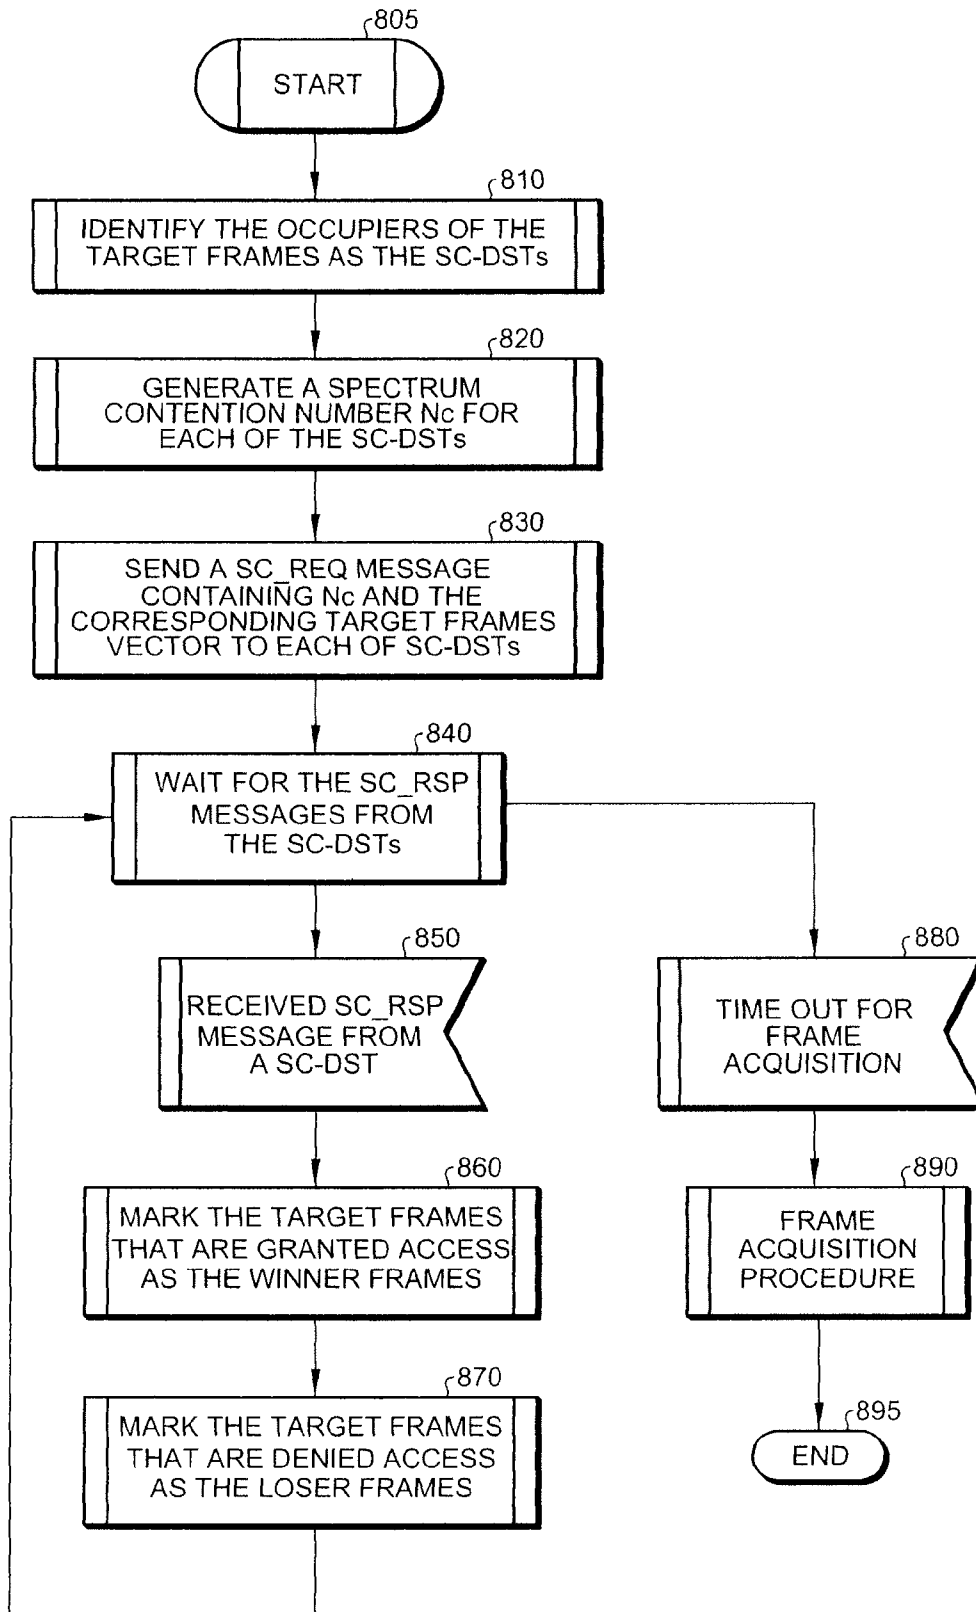 805
START
810
IDENTIFY THE OCCUPIERS OF THE
TARGET FRAMES AS THE SC-DSTs
820
GENERATE A SPECTRUM
CONTENTION NUMBER Nc FOR
EACH OF THE SC-DSTs
830
SEND A SC_REQ MESSAGE
CONTAINING Nc AND THE
CORRESPONDING TARGET FRAMES
VECTOR TO EACH OF SC-DSTs
840
WAIT FOR THE SC_RSP
MESSAGES FROM
THE SC-DSTs
850
RECEIVED SC_RSP
MESSAGE FROM
A SC-DST
860
MARK THE TARGET FRAMES
THAT ARE GRANTED ACCESS
AS THE WINNER FRAMES
870
MARK THE TARGET FRAMES
THAT ARE DENIED ACCESS
AS THE LOSER FRAMES
880
TIME OUT FOR
FRAME
ACQUISITION
890
FRAME
ACQUISITION
PROCEDURE
895
END